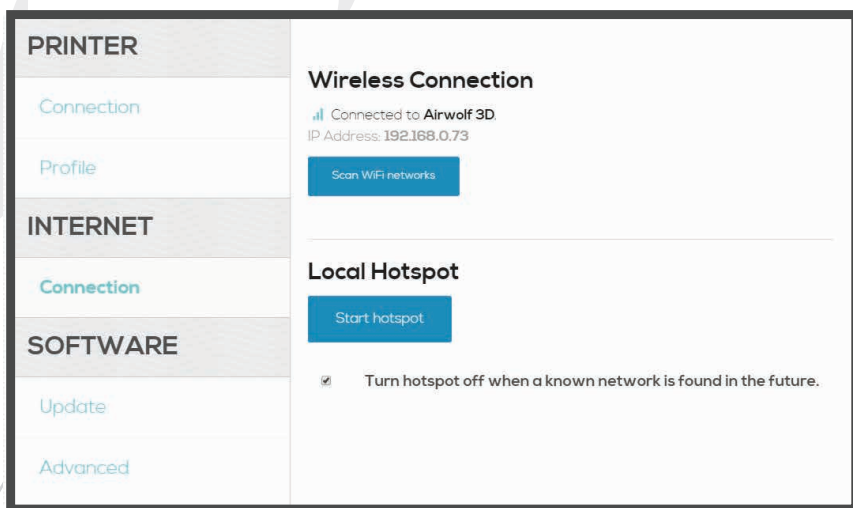 PRINTER
Connection
Profile
INTERNET
Connection
SOFTWARE
Update
Advanced
Wireless Connection
Connected to Airwolf 3D.
IP Address: 192.168.0.73
Scan WiFi networks
Local Hotspot
Start hotspot
Turn hotspot off when a known network is found in the future.